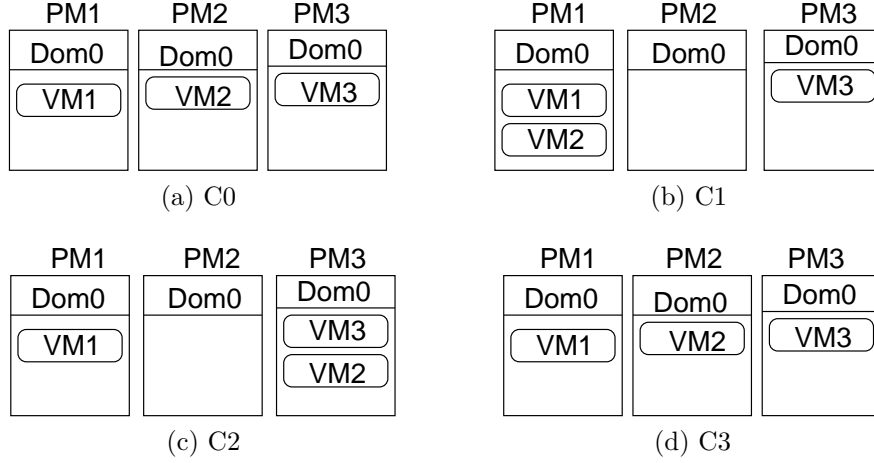 PM1 PM2 PM3
Dom0 Dom0 Dom0
VM1 VM2 VM3
(a) C0
PM1 PM2 PM3
Dom0 Dom0 Dom0
VM1 VM3
VM2
(b) C1
PM1 PM2 PM3
Dom0 Dom0 Dom0
VM1 VM3
VM2
(c) C2
PM1 PM2 PM3
Dom0 Dom0 Dom0
VM1 VM2 VM3
(d) C3